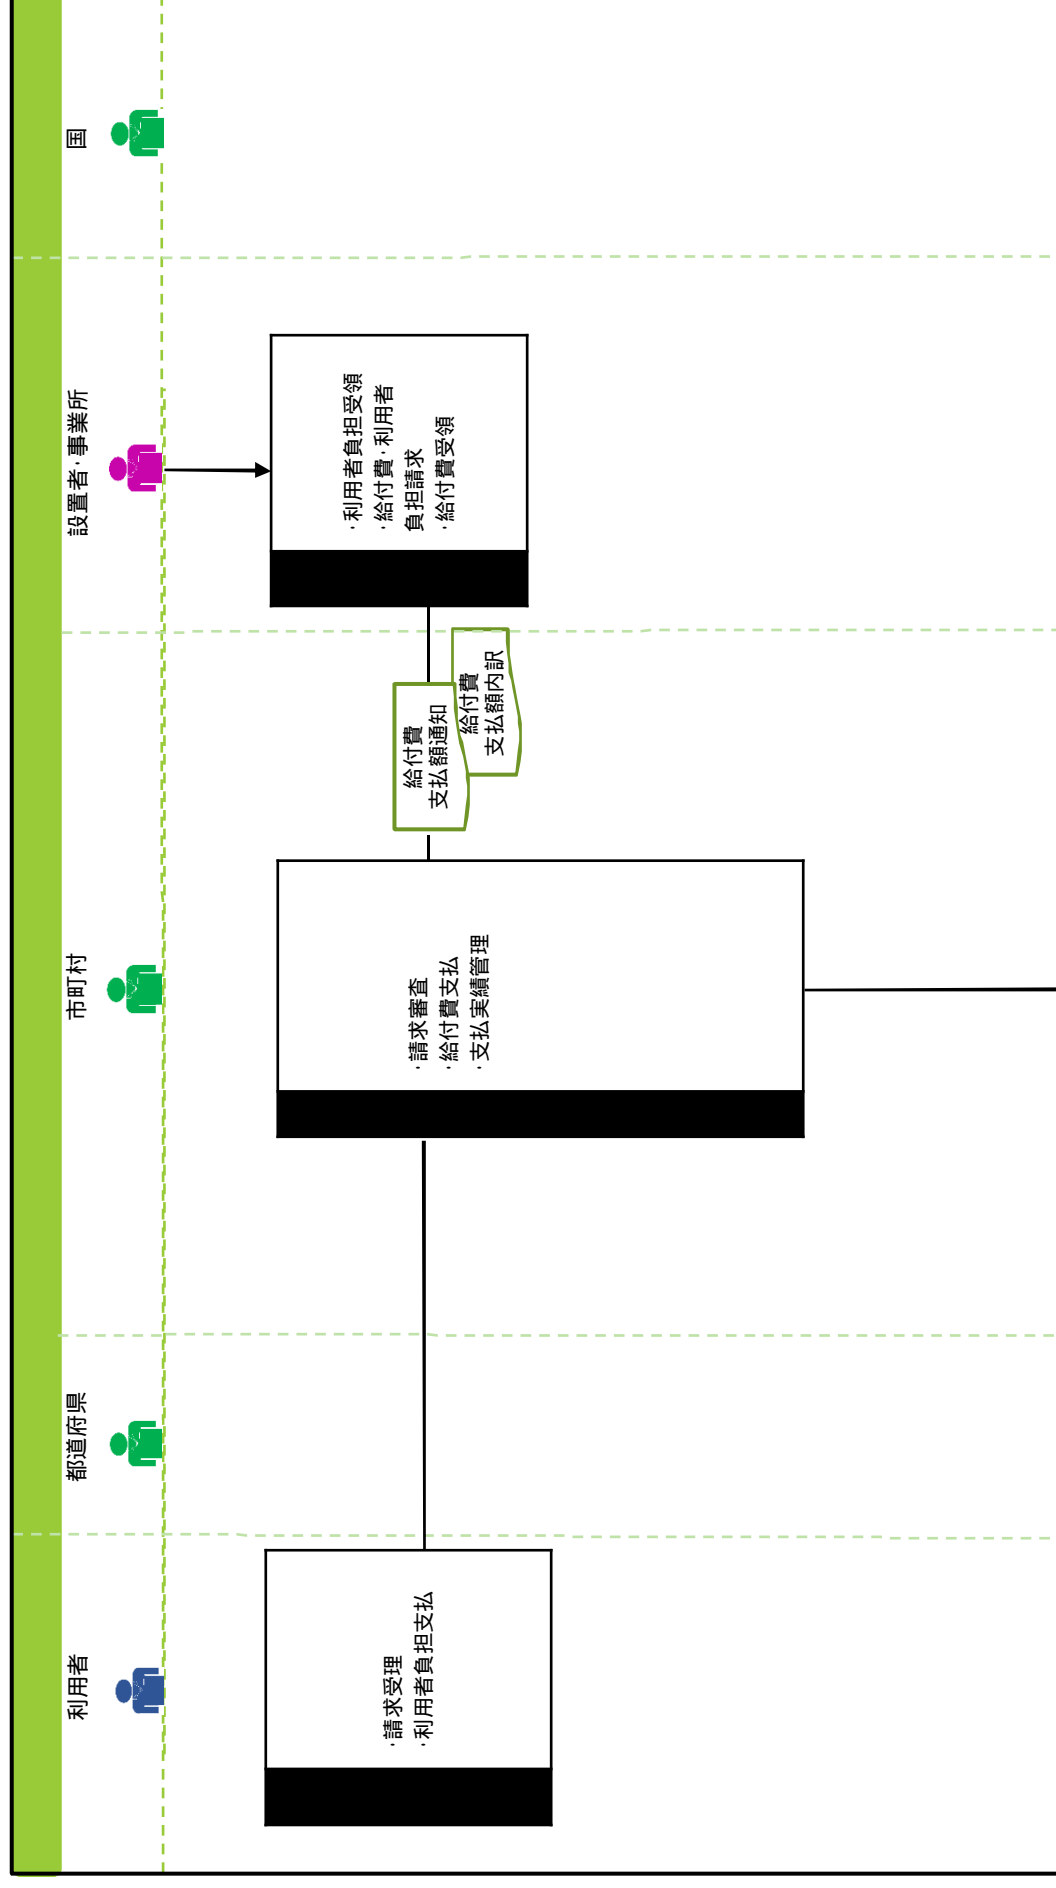 利用者
都道府県
市町村
設置者・事業所
国
・請求受理
・利用者負担支払
・請求審査
・給付費支払
・支払実績管理
給付費
支払額通知
給付費
支払額内訳
・利用者負担受領
・給付費・利用者
負担請求
・給付費受領